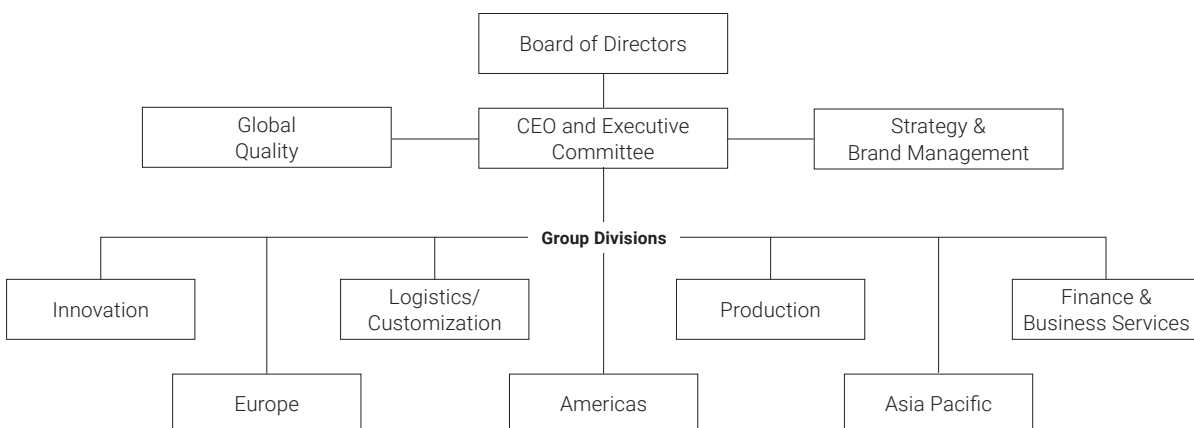 Board of Directors
Global
Quality
CEO and Executive
Committee
Strategy &
Brand Management
Group Divisions
Innovation
Logistics/
Customization
Production
Finance &
Business Services
Europe
Americas
Asia Pacific